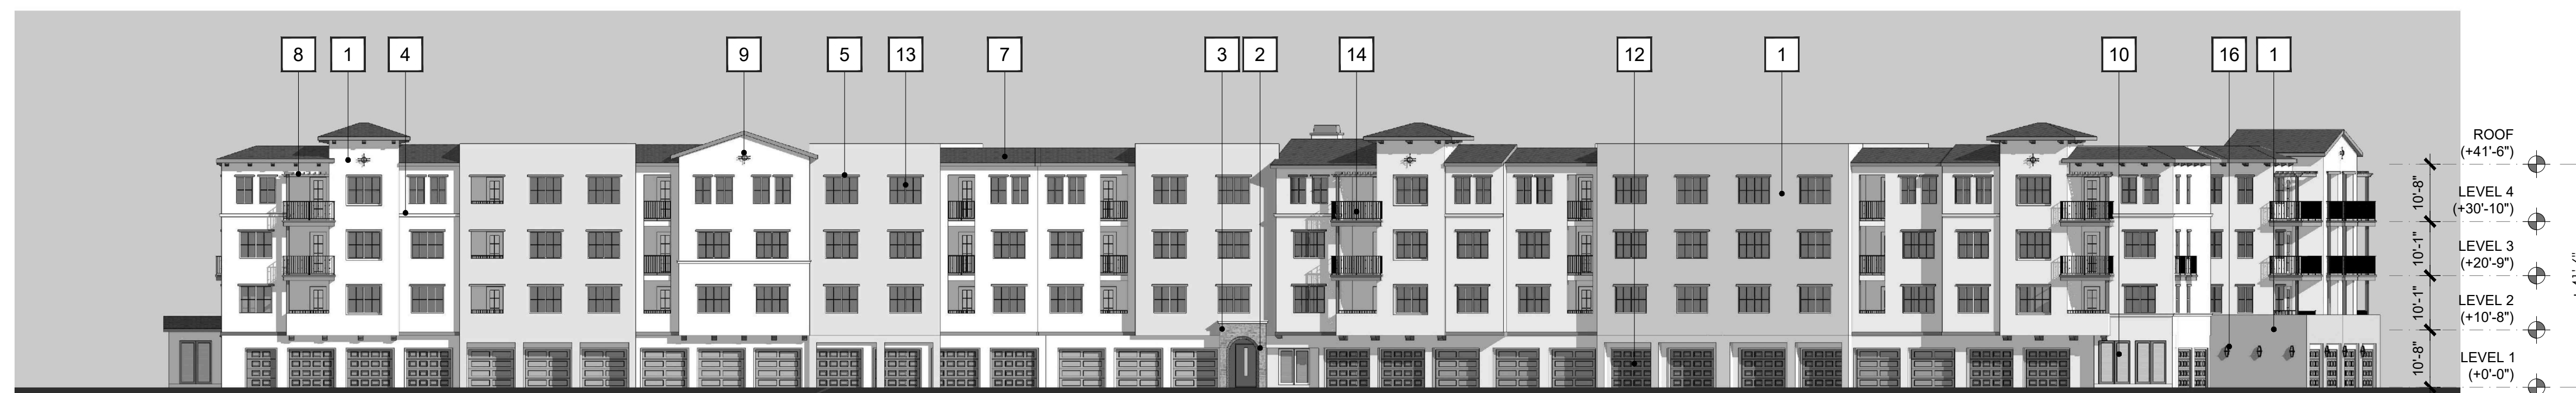 8 1 4 9 5 13 7 3 2 14 12 1 10 16 1
ROOF
(+41'-6")
10'-8"
LEVEL 4
(+30'-10")
10'-1"
LEVEL 3
(+20'-9")
10'-1"
LEVEL 2
(+10'-8")
10'-8"
LEVEL 1
(+0'-0")